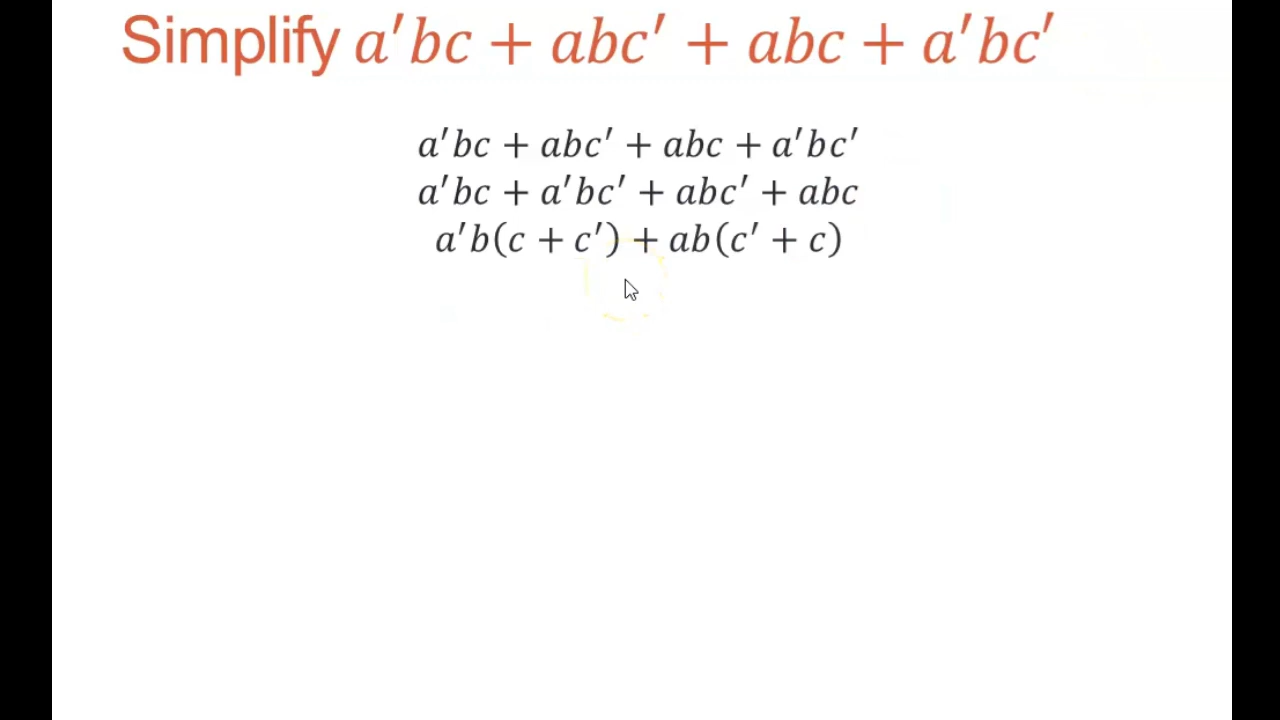 Simplify a′bc + abc′ + abc + a′bc′
a′bc + abc′ + abc + a′bc′
a′bc + a′bc′ + abc′ + abc
a′b(c + c′) + ab(c′ + c)